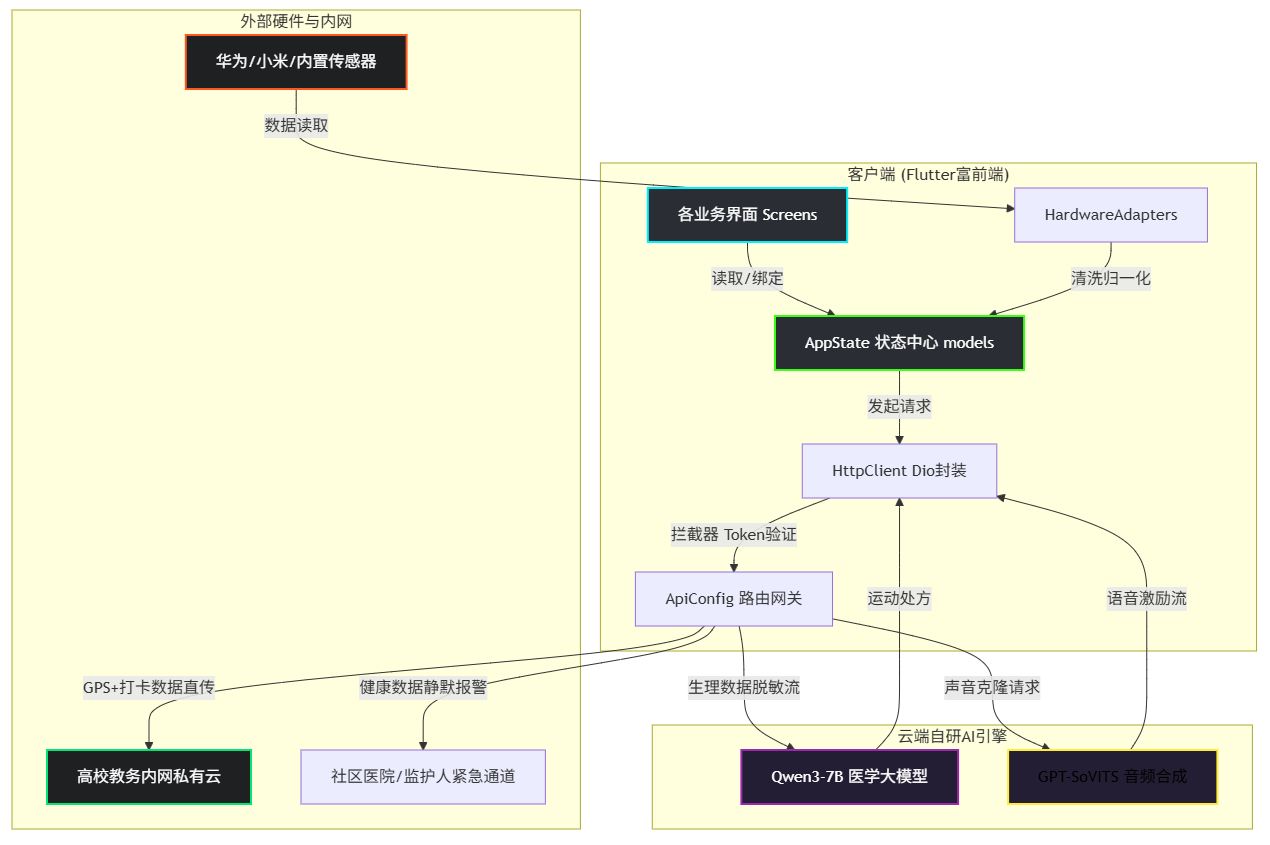 外部硬件与内网
华为/小米/内置传感器
数据读取
客户端 (Flutter富前端)
各业务界面 Screens
HardwareAdapters
读取/绑定
清洗归一化
AppState 状态中心 models
发起请求
HttpClient Dio封装
拦截器 Token验证
ApiConfig 路由网关
运动处方
语音激励流
GPS+打卡数据直传
健康数据静默报警
生理数据脱敏流
声音克隆请求
云端自研AI引擎
高校教务内网私有云
社区医院/监护人紧急通道
Qwen3-7B 医学大模型
GPT-SoVITS 音频合成